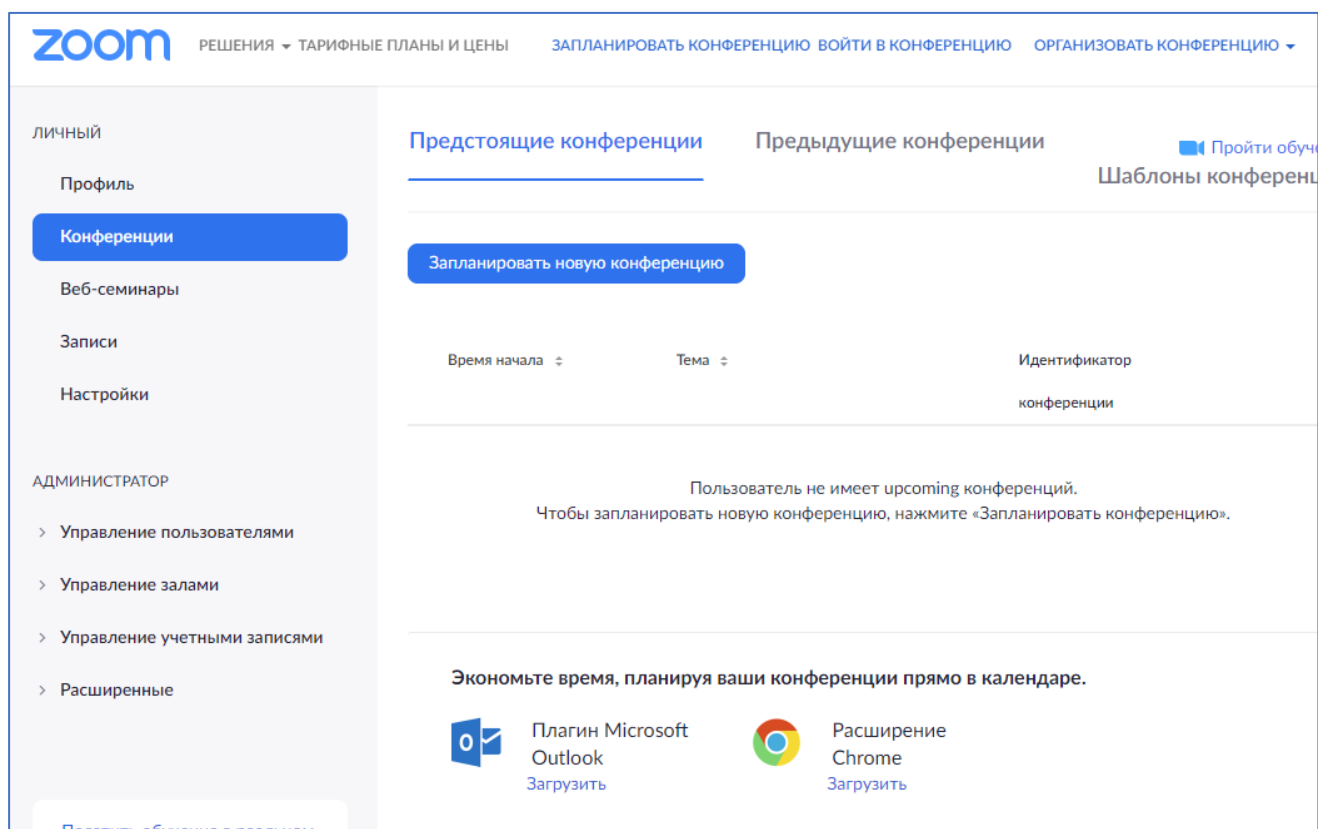 zoom
РЕШЕНИЯ ТАРИФНЫЕ ПЛАНЫ И ЦЕНЫ ЗАПЛАНИРОВАТЬ КОНФЕРЕНЦИЮ ВОЙТИ В КОНФЕРЕНЦИЮ ОРГАНИЗОВАТЬ КОНФЕРЕНЦИЮ
ЛИЧНЫЙ
Профиль
Конференции
Веб-семинары
Записи
Настройки
АДМИНИСТРАТОР
Управление пользователями
Управление залами
Управление учетными записями
Расширенные
Предстоящие конференции
Предыдущие конференции
Пройти
Шаблоны
Запланировать новую конференцию
Время начала Тема Идентификатор
конференции
Пользователь не имеет upcoming конференций.
Чтобы запланировать новую конференцию, нажмите «Запланировать конференцию».
Экономьте время, планируя ваши конференции прямо в календаре.
Плагин Microsoft
Outlook
Загрузить
Расширение
Chrome
Загрузить